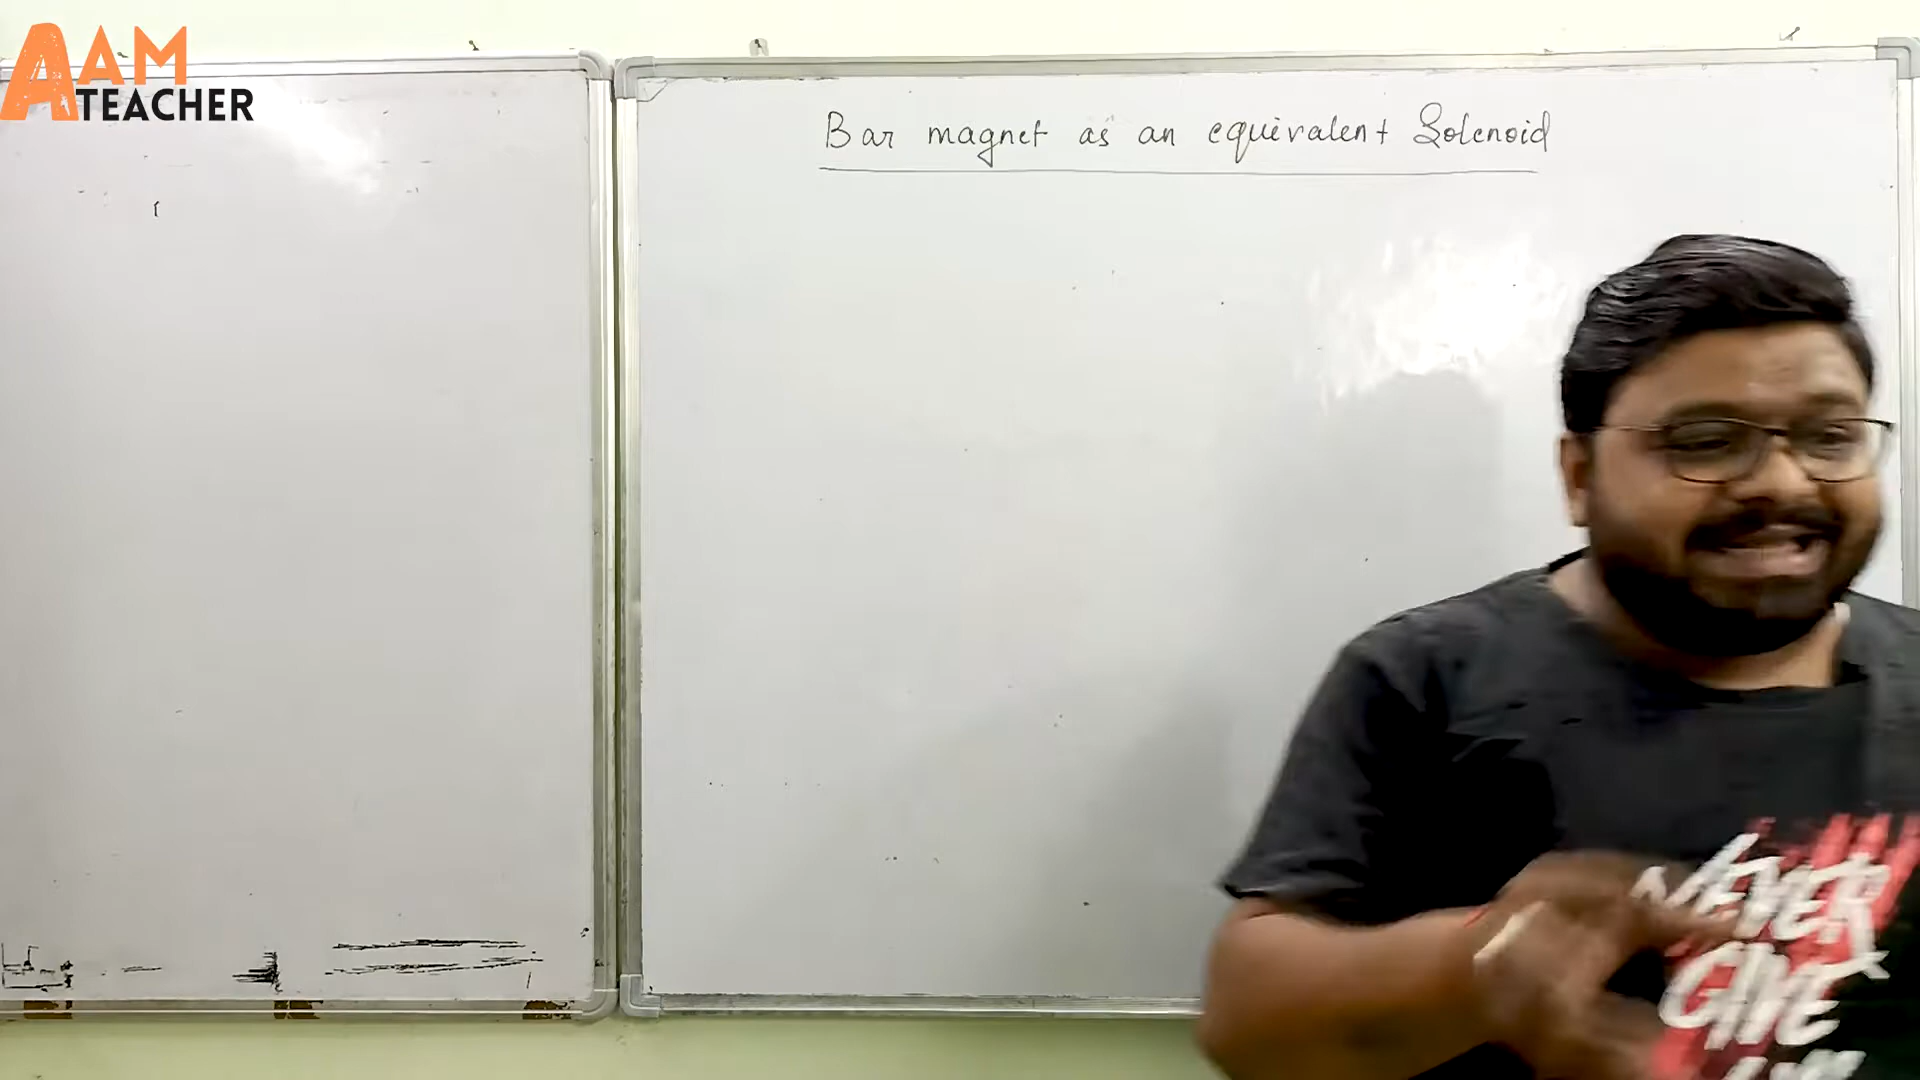 AAM
TEACHER
Bar magnet as an equivalent Solenoid
NEVER
GIVE